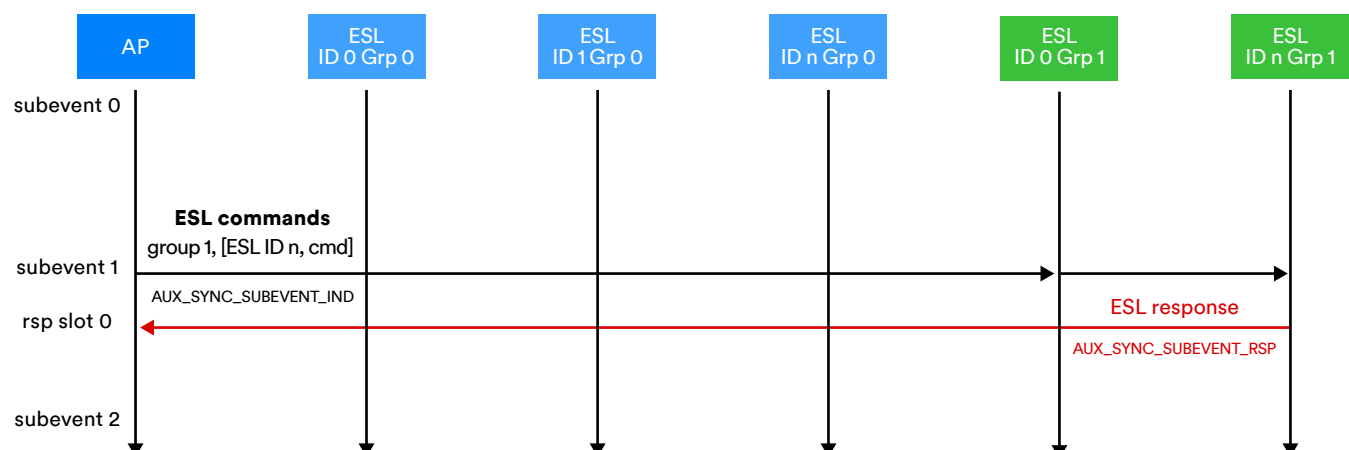 AP
ESL
ID 0 Grp 0
ESL
ID 1 Grp 0
ESL
ID n Grp 0
ESL
ID 0 Grp 1
ESL
ID n Grp 1
subevent 0
ESL commands
group 1, [ESL ID n, cmd]
subevent 1
AUX_SYNC_SUBEVENT_IND
rsp slot 0
ESL response
AUX_SYNC_SUBEVENT_RSP
subevent 2